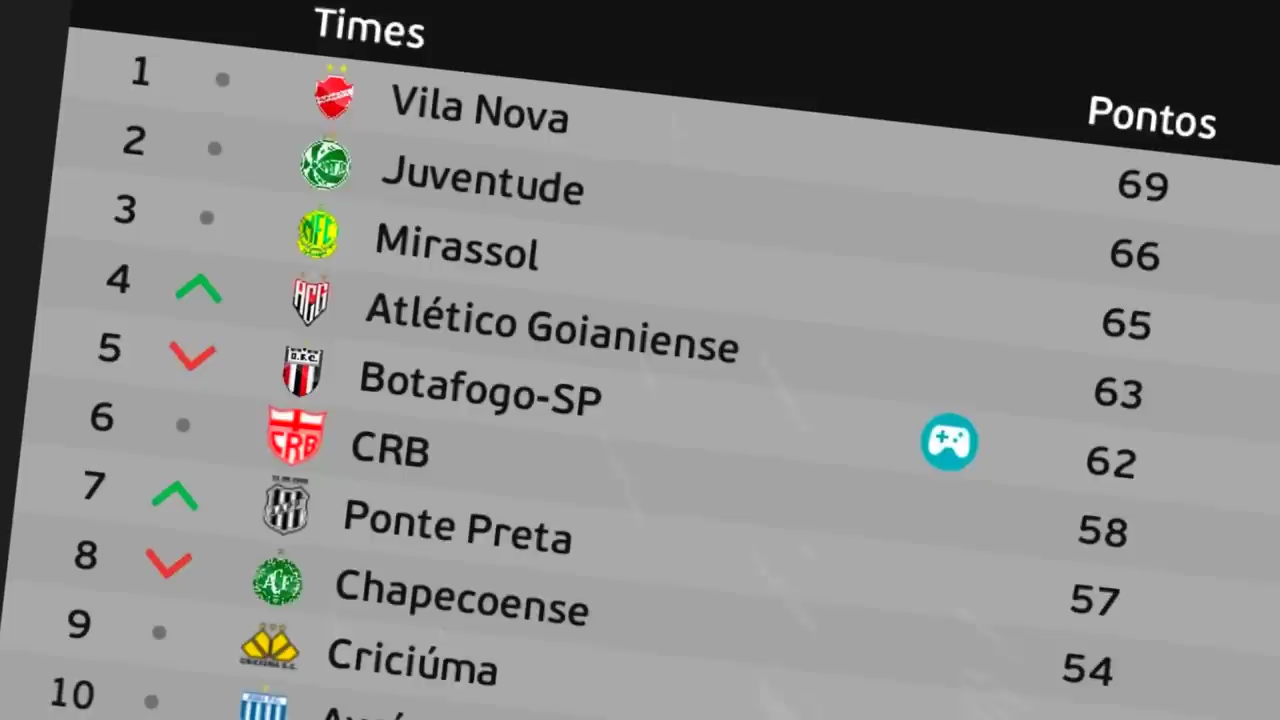 Times Pontos
1 Vila Nova 69
2 Juventude 66
3 Mirassol 65
4 Atlético Goianiense 63
5 Botafogo-SP 62
6 CRB CRB 58
7 Ponte Preta 57
8 Chapecoense 54
9 Criciúma
10